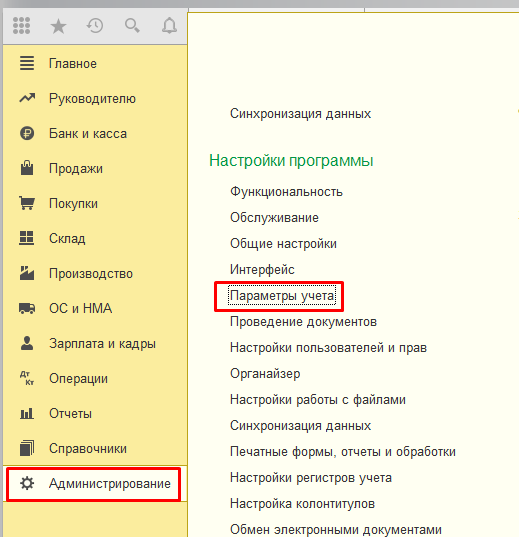 Главное
Руководителю
Банк и касса
Продажи
Покупки
Склад
Производство
ОС и НМА
Зарплата и кадры
Дт
Кт
Операции
Отчеты
Справочники
Администрирование
Синхронизация данных
Настройки программы
Функциональность
Обслуживание
Общие настройки
Интерфейс
Параметры учета
Проведение документов
Настройки пользователей и прав
Органайзер
Настройки работы с файлами
Синхронизация данных
Печатные формы, отчеты и обработки
Настройки регистров учета
Настройка колонтитулов
Обмен электронными документами